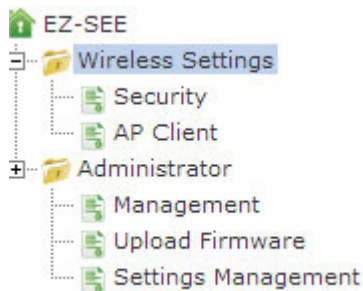 EZ-SEE
Wireless Settings
Security
AP Client
Administrator
Management
Upload Firmware
Settings Management